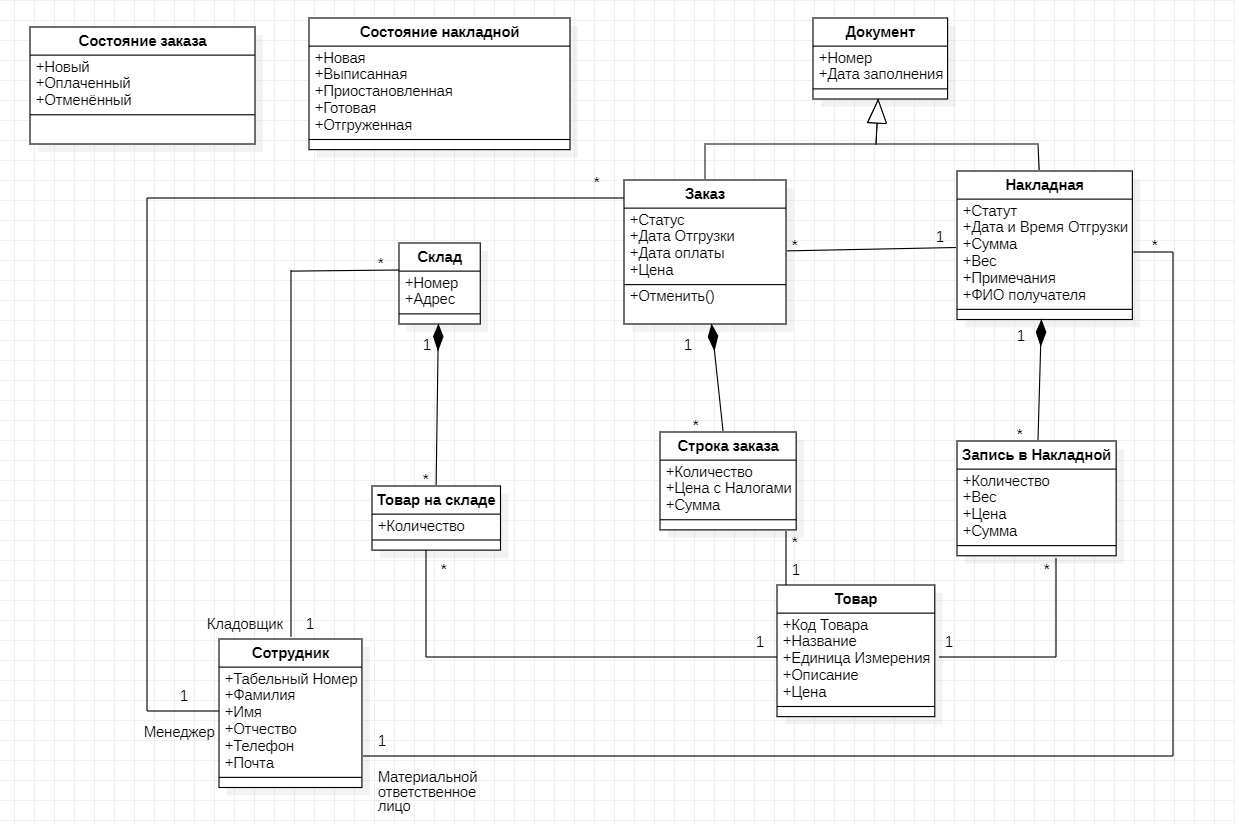 Состояние заказа
+Новый
+Оплаченный
+Отменённый
Состояние накладной
+Новая
+Выписанная
+Приостановленная
+Готовая
+Отгруженная
Документ
+Номер
+Дата заполнения
*
Заказ
+Статус
+Дата Отгрузки
+Дата оплаты
+Цена
+Отменить()
*
1
Накладная
+Статут
+Дата и Время Отгрузки
+Сумма
+Вес
+Примечания
+ФИО получателя
*
*
Склад
+Номер
+Адрес
1
1
1
*
*
*
Товар на складе
+Количество
*
Строка заказа
+Количество
+Цена с Налогами
+Сумма
*
1
Запись в Накладной
+Количество
+Вес
+Цена
+Сумма
*
Товар
+Код Товара
+Название
+Единица Измерения
+Описание
+Цена
1
1
Кладовщик
1
Сотрудник
+Табельный Номер
+Фамилия
+Имя
+Отчество
+Телефон
+Почта
1
Менеджер
1
Материальной
ответственное
лицо